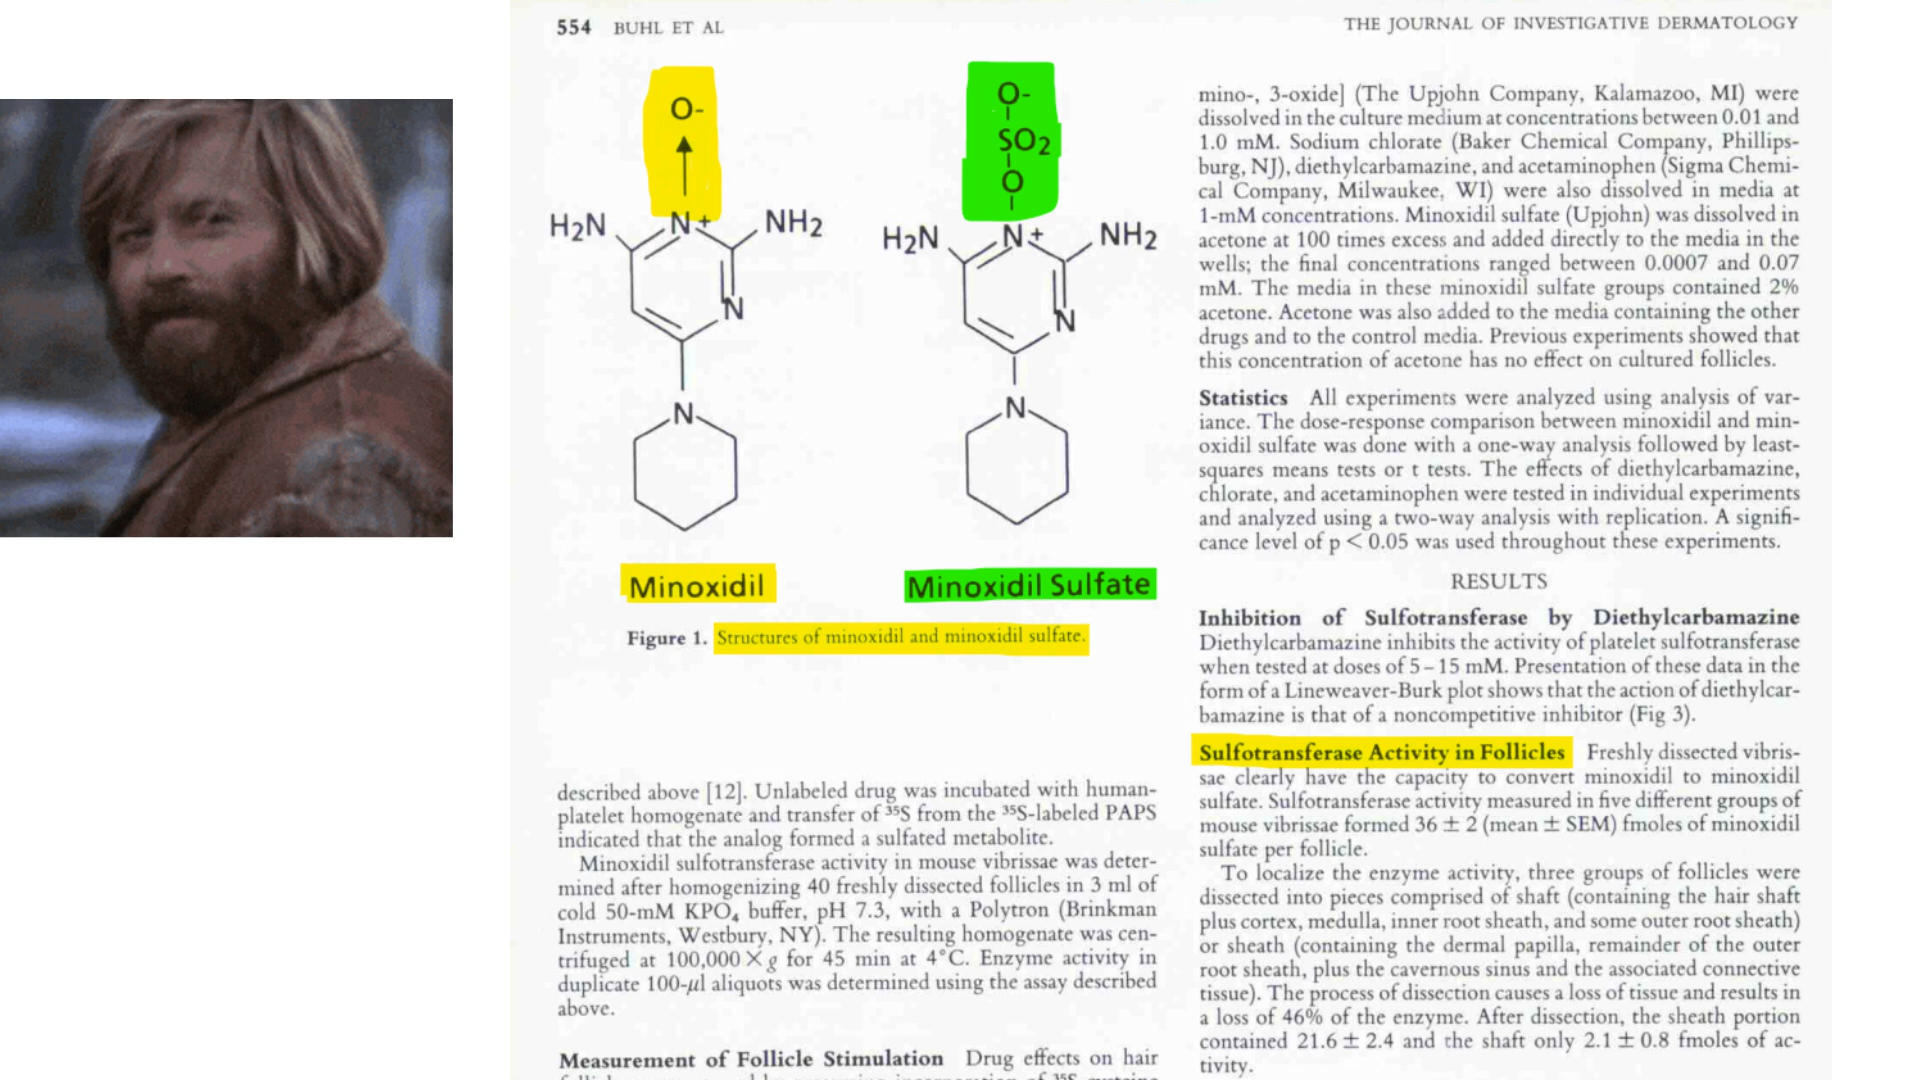 554 BUHL ET AL
THE JOURNAL OF INVESTIGATIVE DERMATOLOGY
O-
H2N
N+
NH2
N
N
Minoxidil
O-
SO2
O
H2N
N+
NH2
N
N
Minoxidil Sulfate
Figure 1. Structures of minoxidil and minoxidil sulfate.
described above [12]. Unlabeled drug was incubated with human-
platelet homogenate and transfer of ³⁵S from the ³⁵S-labeled PAPS
indicated that the analog formed a sulfated metabolite.
Minoxidil sulfotransferase activity in mouse vibrissae was deter-
mined after homogenizing 40 freshly dissected follicles in 3 ml of
cold 50-mM KPO₄ buffer, pH 7.3, with a Polytron (Brinkman
Instruments, Westbury, NY). The resulting homogenate was cen-
trifuged at 100,000 × g for 45 min at 4°C. Enzyme activity in
duplicate 100-μl aliquots was determined using the assay described
above.
Measurement of Follicle Stimulation Drug effects on hair
mino-, 3-oxide] (The Upjohn Company, Kalamazoo, MI) were
dissolved in the culture medium at concentrations between 0.01 and
1.0 mM. Sodium chlorate (Baker Chemical Company, Phillips-
burg, NJ), diethylcarbamazine, and acetaminophen (Sigma Chemi-
cal Company, Milwaukee, WI) were also dissolved in media at
1-mM concentrations. Minoxidil sulfate (Upjohn) was dissolved in
acetone at 100 times excess and added directly to the media in the
wells; the final concentrations ranged between 0.0007 and 0.07
mM. The media in these minoxidil sulfate groups contained 2%
acetone. Acetone was also added to the media containing the other
drugs and to the control media. Previous experiments showed that
this concentration of acetone has no effect on cultured follicles.
Statistics All experiments were analyzed using analysis of var-
iance. The dose-response comparison between minoxidil and min-
oxidil sulfate was done with a one-way analysis followed by least-
squares means tests or t tests. The effects of diethylcarbamazine,
chlorate, and acetaminophen were tested in individual experiments
and analyzed using a two-way analysis with replication. A signifi-
cance level of p < 0.05 was used throughout these experiments.
RESULTS
Inhibition of Sulfotransferase by Diethylcarbamazine
Diethylcarbamazine inhibits the activity of platelet sulfotransferase
when tested at doses of 5 – 15 mM. Presentation of these data in the
form of a Lineweaver-Burk plot shows that the action of diethylcar-
bamazine is that of a noncompetitive inhibitor (Fig 3).
Sulfotransferase Activity in Follicles Freshly dissected vibris-
sae clearly have the capacity to convert minoxidil to minoxidil
sulfate. Sulfotransferase activity measured in five different groups of
mouse vibrissae formed 36 ± 2 (mean ± SEM) fmoles of minoxidil
sulfate per follicle.
To localize the enzyme activity, three groups of follicles were
dissected into pieces comprised of shaft (containing the hair shaft
plus cortex, medulla, inner root sheath, and some outer root sheath)
or sheath (containing the dermal papilla, remainder of the outer
root sheath, plus the cavernous sinus and the associated connective
tissue). The process of dissection causes a loss of tissue and results in
a loss of 46% of the enzyme. After dissection, the sheath portion
contained 21.6 ± 2.4 and the shaft only 2.1 ± 0.8 fmoles of ac-
tivity.